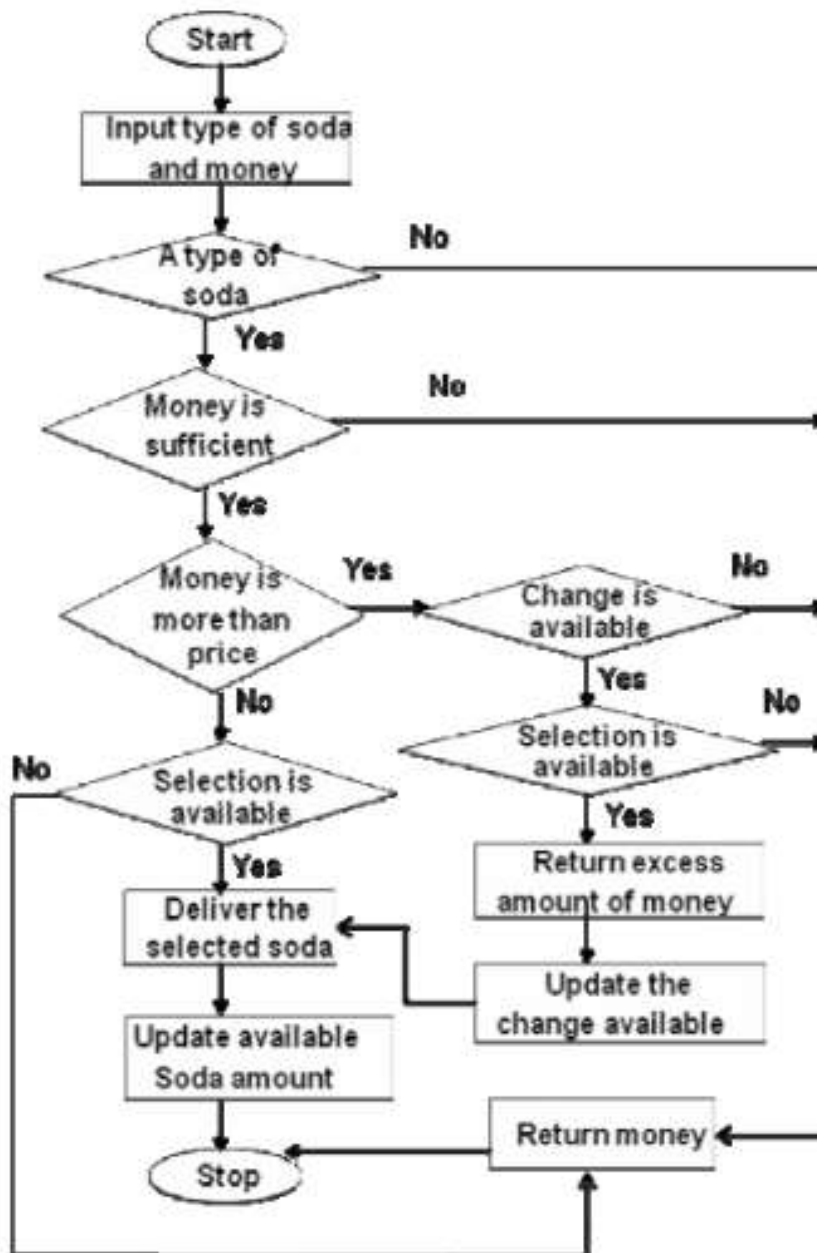 Start
Input type of soda
and money
No
A type of
soda
Yes
No
Money is
sufficient
Yes
Money is
more than
price
Yes
Change is
available
No
No
Yes
Selection is
available
No
No
Selection is
available
Yes
Yes
Return excess
amount of money
Deliver the
selected soda
Update the
change available
Update available
Soda amount
Return money
Stop